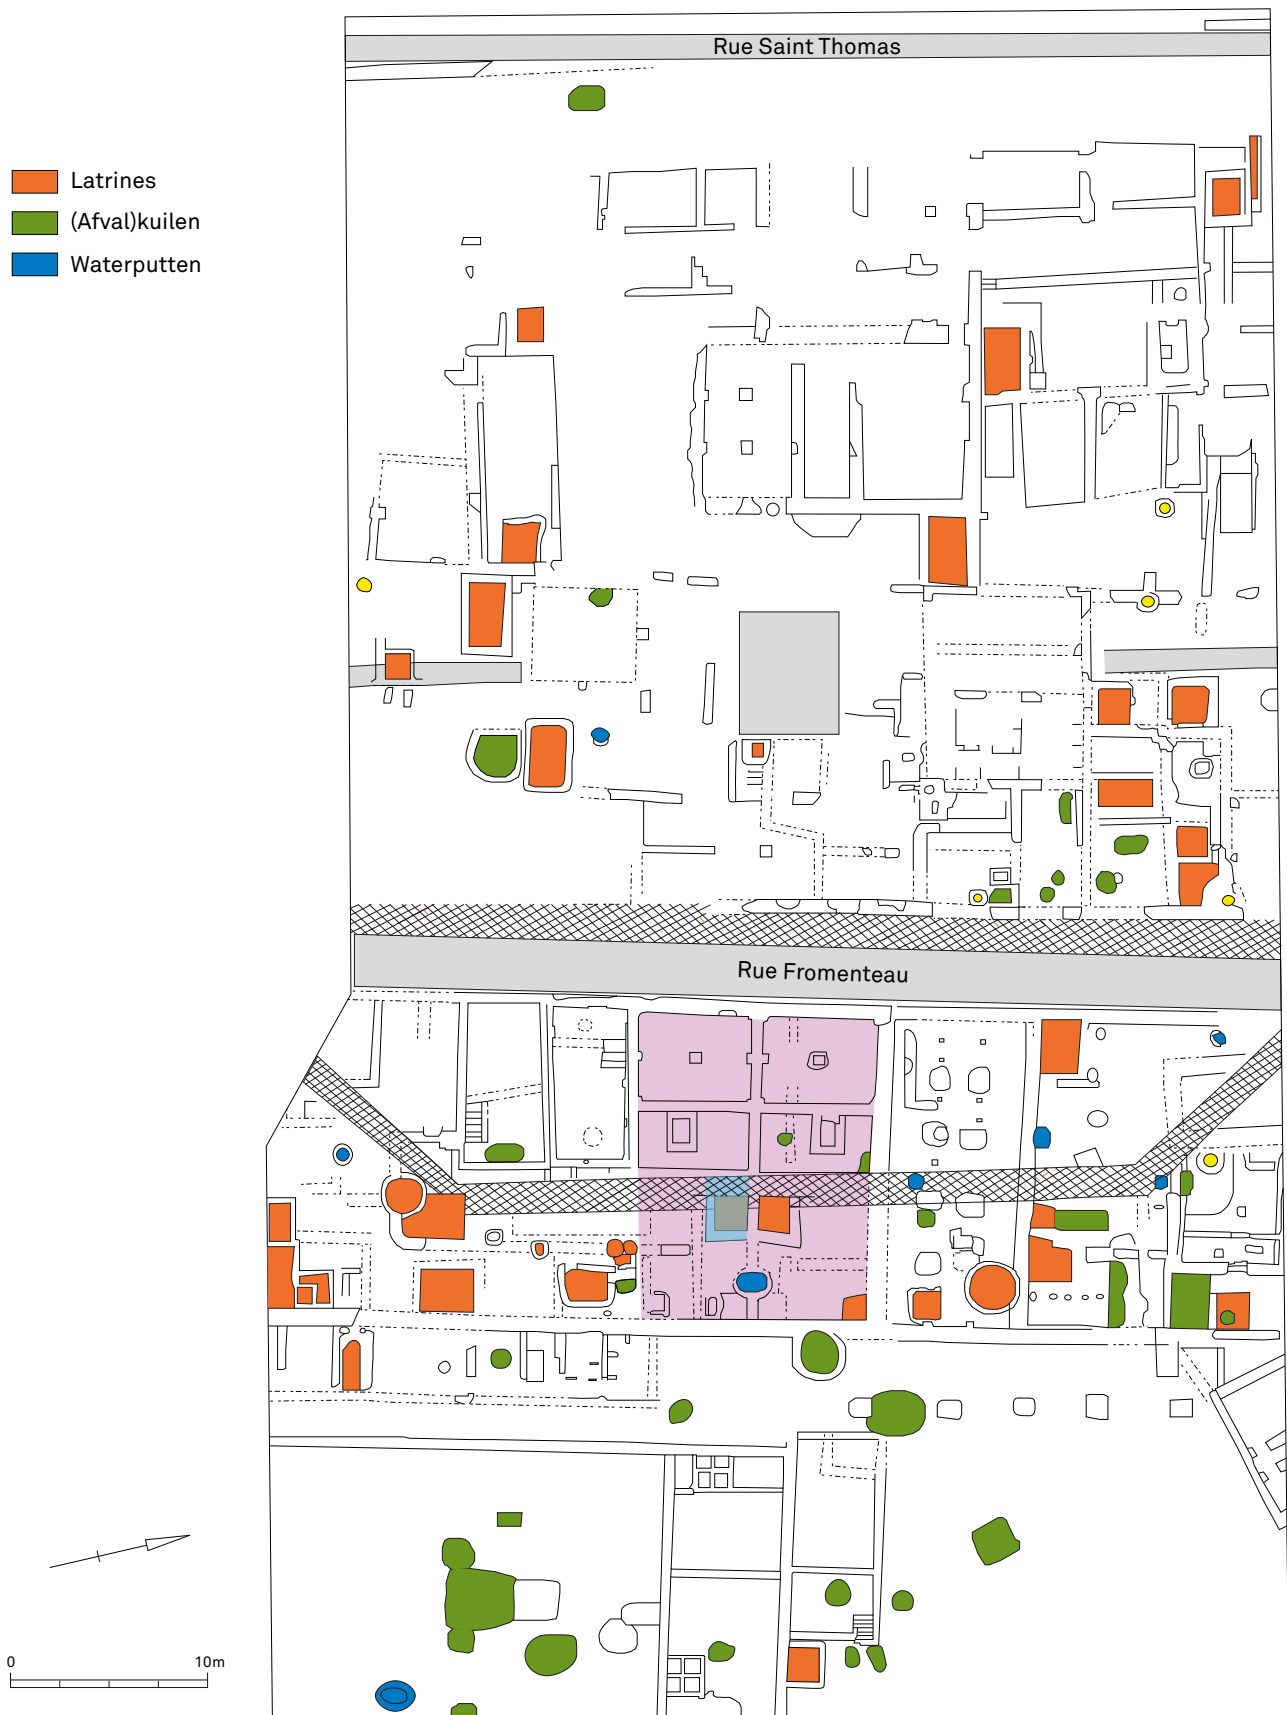 Rue Saint Thomas
Latrines
(Afval)kuilen
Waterputten
Rue Fromenteau
0 10m